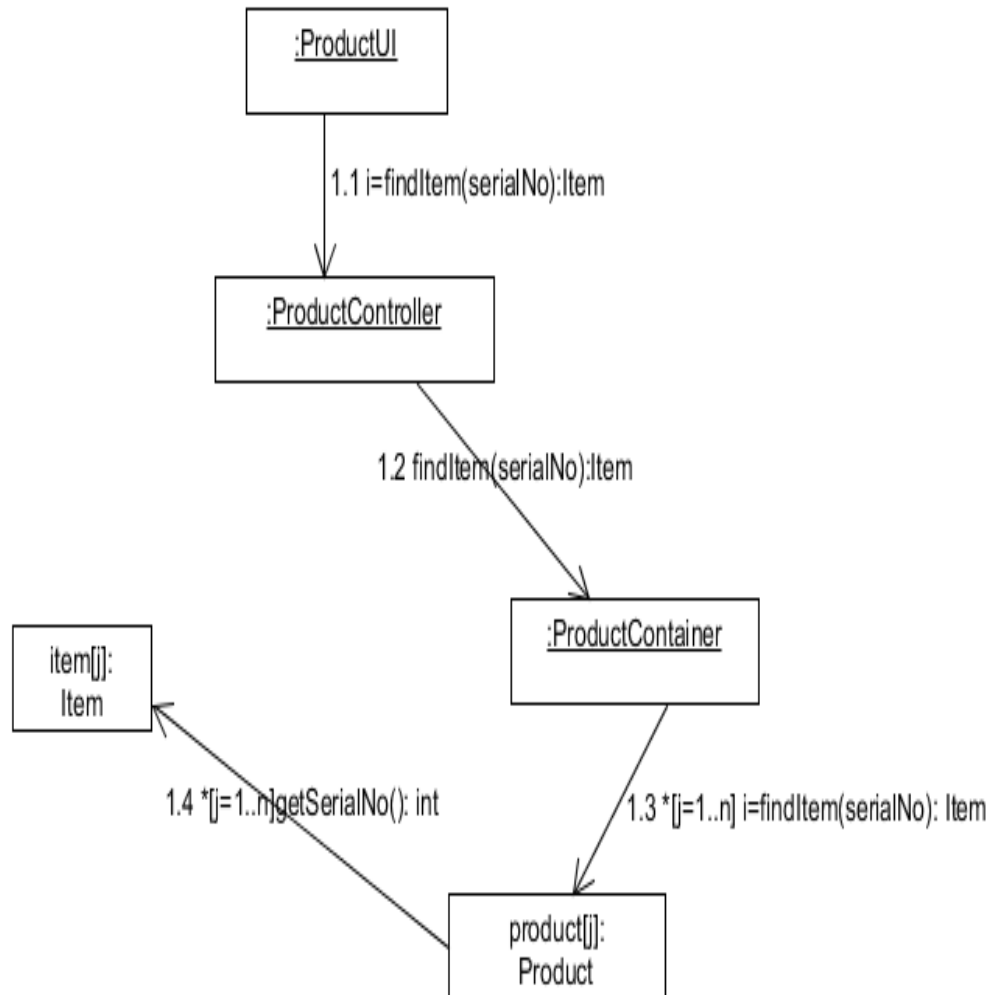 :ProductUI
1.1 i=findItem(serialNo):Item
:ProductController
1.2 findItem(serialNo):Item
:ProductContainer
item[j]:
Item
1.4 *[j=1..n]getSerialNo(): int
1.3 *[j=1..n] i=findItem(serialNo): Item
product[j]:
Product